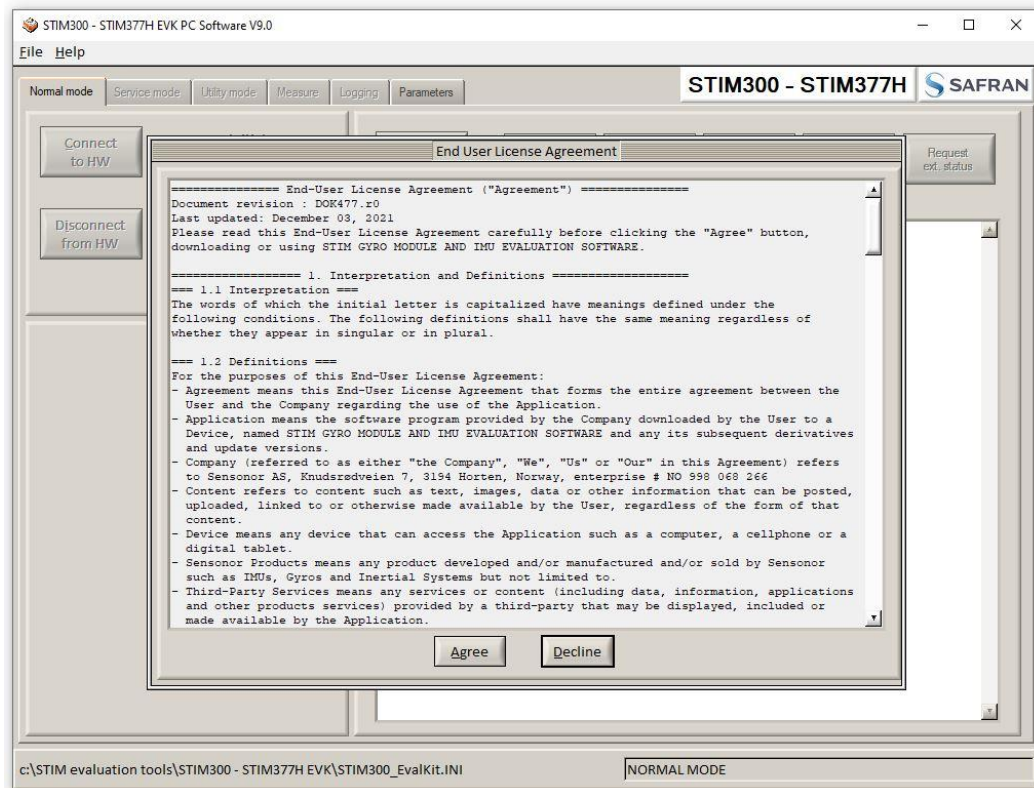 STIM300 - STIM377H EVK PC Software V9.0
File Help
Normal mode Service mode Utility mode Measure Logging Parameters
STIM300 - STIM377H SAFRAN
Connect
to HW
Request
ext. status
Disconnect
from HW
End User License Agreement
================ End-User License Agreement ("Agreement") ================
Document revision : DOK477.r0
Last updated: December 03, 2021
Please read this End-User License Agreement carefully before clicking the "Agree" button,
downloading or using STIM GYRO MODULE AND IMU EVALUATION SOFTWARE.
=================== 1. Interpretation and Definitions ====================
=== 1.1 Interpretation ===
The words of which the initial letter is capitalized have meanings defined under the
following conditions. The following definitions shall have the same meaning regardless of
whether they appear in singular or in plural.
=== 1.2 Definitions ===
For the purposes of this End-User License Agreement:
- Agreement means this End-User License Agreement that forms the entire agreement between the
User and the Company regarding the use of the Application.
- Application means the software program provided by the Company downloaded by the User to a
Device, named STIM GYRO MODULE AND IMU EVALUATION SOFTWARE and any its subsequent derivatives
and update versions.
- Company (referred to as either "the Company", "We", "Us" or "Our" in this Agreement) refers
to Sensonor AS, Knudsrødveien 7, 3194 Horten, Norway, enterprise # NO 998 068 266
- Content refers to content such as text, images, data or other information that can be posted,
uploaded, linked to or otherwise made available by the User, regardless of the form of that
content.
- Device means any device that can access the Application such as a computer, a cellphone or a
digital tablet.
- Sensonor Products means any product developed and/or manufactured and/or sold by Sensonor
such as IMUs, Gyros and Inertial Systems but not limited to.
- Third-Party Services means any services or content (including data, information, applications
and other products services) provided by a third-party that may be displayed, included or
made available by the Application.
Agree Decline
c:\STIM evaluation tools\STIM300 - STIM377H EVK\STIM300_EvalKit.INI NORMAL MODE